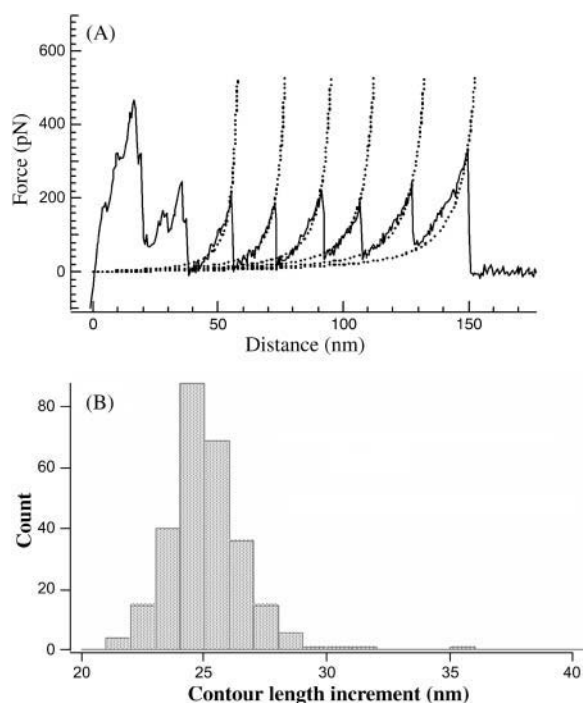 (A)
600
400
200
0
Force (pN)
0 50 100 150
Distance (nm)
(B)
80
60
40
20
0
Count
20 25 30 35 40
Contour length increment (nm)